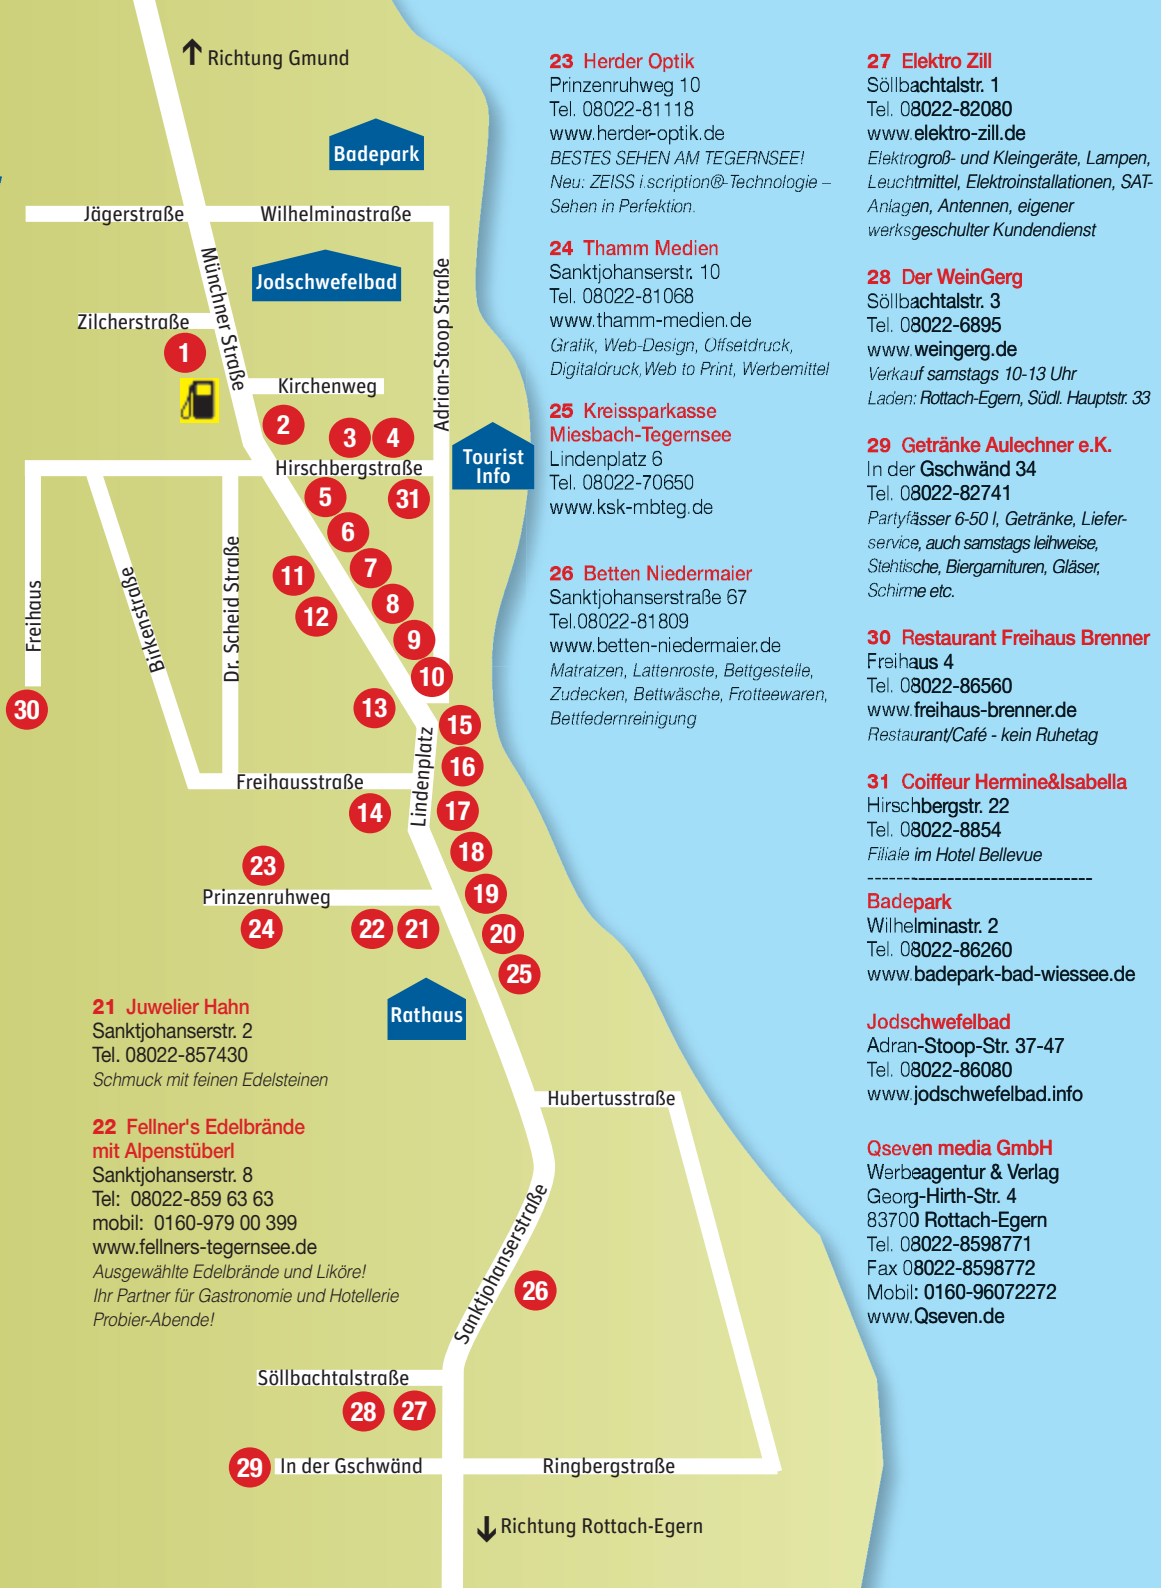 Richtung Gmund
Badepark
Jägerstraße
Wilhelminastraße
Münchner Straße
Jodschwefelbad
Adrian-Stoop Straße
Zilcherstraße
1
Kirchenweg
2
3
4
Tourist
Info
Hirschbergstraße
5
31
6
7
11
8
12
9
10
Freihaus
Birkenstraße
Dr. Scheid Straße
30
13
15
Lindenplatz
16
Freihausstraße
14
17
18
23
19
Prinzenruhweg
24
22
21
20
25
Rathaus
21 Juwelier Hahn
Sanktjohanserstr. 2
Tel. 08022-857430
Schmuck mit feinen Edelsteinen
22 Fellner's Edelbrände
mit Alpenstüberl
Sanktjohanserstr. 8
Tel: 08022-859 63 63
mobil: 0160-979 00 399
www.fellners-tegernsee.de
Ausgewählte Edelbrände und Liköre!
Ihr Partner für Gastronomie und Hotellerie
Probier-Abende!
Hubertusstraße
Sanktjohanserstraße
26
Söllbachtalstraße
28
27
29
In der Gschwänd
Ringbergstraße
Richtung Rottach-Egern
23 Herder Optik
Prinzenruhweg 10
Tel. 08022-81118
www.herder-optik.de
BESTES SEHEN AM TEGERNSEE!
Neu: ZEISS i.scription®-Technologie –
Sehen in Perfektion.
24 Thamm Medien
Sanktjohanserstr. 10
Tel. 08022-81068
www.thamm-medien.de
Grafik, Web-Design, Offsetdruck,
Digitaldruck,Web to Print, Werbemittel
25 Kreissparkasse
Miesbach-Tegernsee
Lindenplatz 6
Tel. 08022-70650
www.ksk-mbteg.de
26 Betten Niedermaier
Sanktjohanserstraße 67
Tel.08022-81809
www.betten-niedermaier.de
Matratzen, Lattenroste, Bettgestelle,
Zudecken, Bettwäsche, Frotteewaren,
Bettfedernreinigung
27 Elektro Zill
Söllbachtalstr. 1
Tel. 08022-82080
www.elektro-zill.de
Elektrogroß- und Kleingeräte, Lampen,
Leuchtmittel, Elektroinstallationen, SAT-
Anlagen, Antennen, eigener
werksgeschulter Kundendienst
28 Der WeinGerg
Söllbachtalstr. 3
Tel. 08022-6895
www.weingerg.de
Verkauf samstags 10-13 Uhr
Laden: Rottach-Egern, Südl. Hauptstr. 33
29 Getränke Aulechner e.K.
In der Gschwänd 34
Tel. 08022-82741
Partyfässer 6-50 l, Getränke, Liefer-
service, auch samstags leihweise,
Stehtische, Biergarnituren, Gläser,
Schirme etc.
30 Restaurant Freihaus Brenner
Freihaus 4
Tel. 08022-86560
www.freihaus-brenner.de
Restaurant/Café - kein Ruhetag
31 Coiffeur Hermine&Isabella
Hirschbergstr. 22
Tel. 08022-8854
Filiale im Hotel Bellevue
---------------------------
Badepark
Wilhelminastr. 2
Tel. 08022-86260
www.badepark-bad-wiessee.de
Jodschwefelbad
Adran-Stoop-Str. 37-47
Tel. 08022-86080
www.jodschwefelbad.info
Qseven media GmbH
Werbeagentur & Verlag
Georg-Hirth-Str. 4
83700 Rottach-Egern
Tel. 08022-8598771
Fax 08022-8598772
Mobil: 0160-96072272
www.Qseven.de